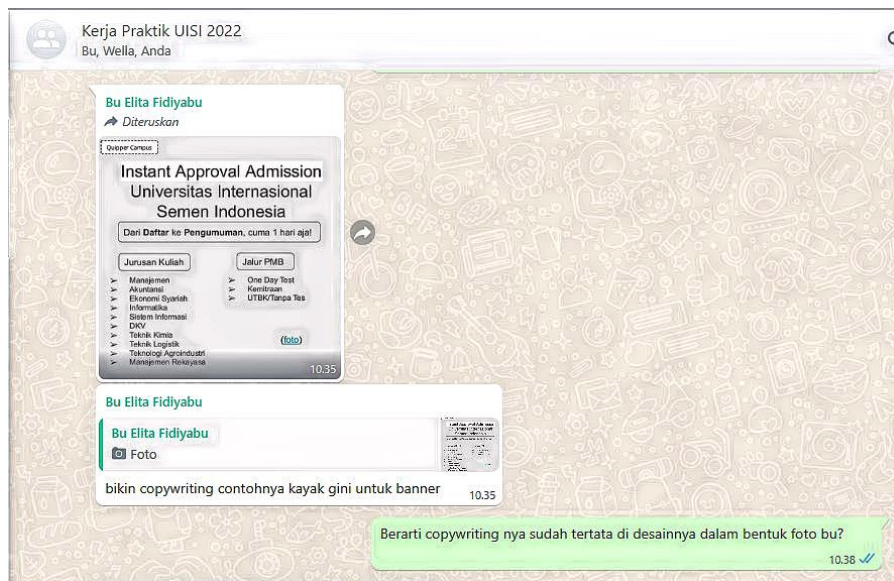 Kerja Praktik UISI 2022
Bu, Wella, Anda
Bu Elita Fidiyabu
Diteruskan
Quipper Campus
Instant Approval Admission
Universitas Internasional
Semen Indonesia
Dari Daftar ke Pengumuman, cuma 1 hari aja!
Jurusan Kuliah
Manajemen
Akuntansi
Ekonomi Syariah
Informatika
Sistem Informasi
DKV
Teknik Kimia
Teknik Logistik
Teknologi Agroindustri
Manajemen Rekayasa
Jalur PMB
One Day Test
Kemitraan
UTBK/Tanpa Tes
(foto)
10.35
Bu Elita Fidiyabu
Bu Elita Fidiyabu
Foto
bikin copywriting contohnya kayak gini untuk banner
10.35
Berarti copywriting nya sudah tertata di desainnya dalam bentuk foto bu?
10.38